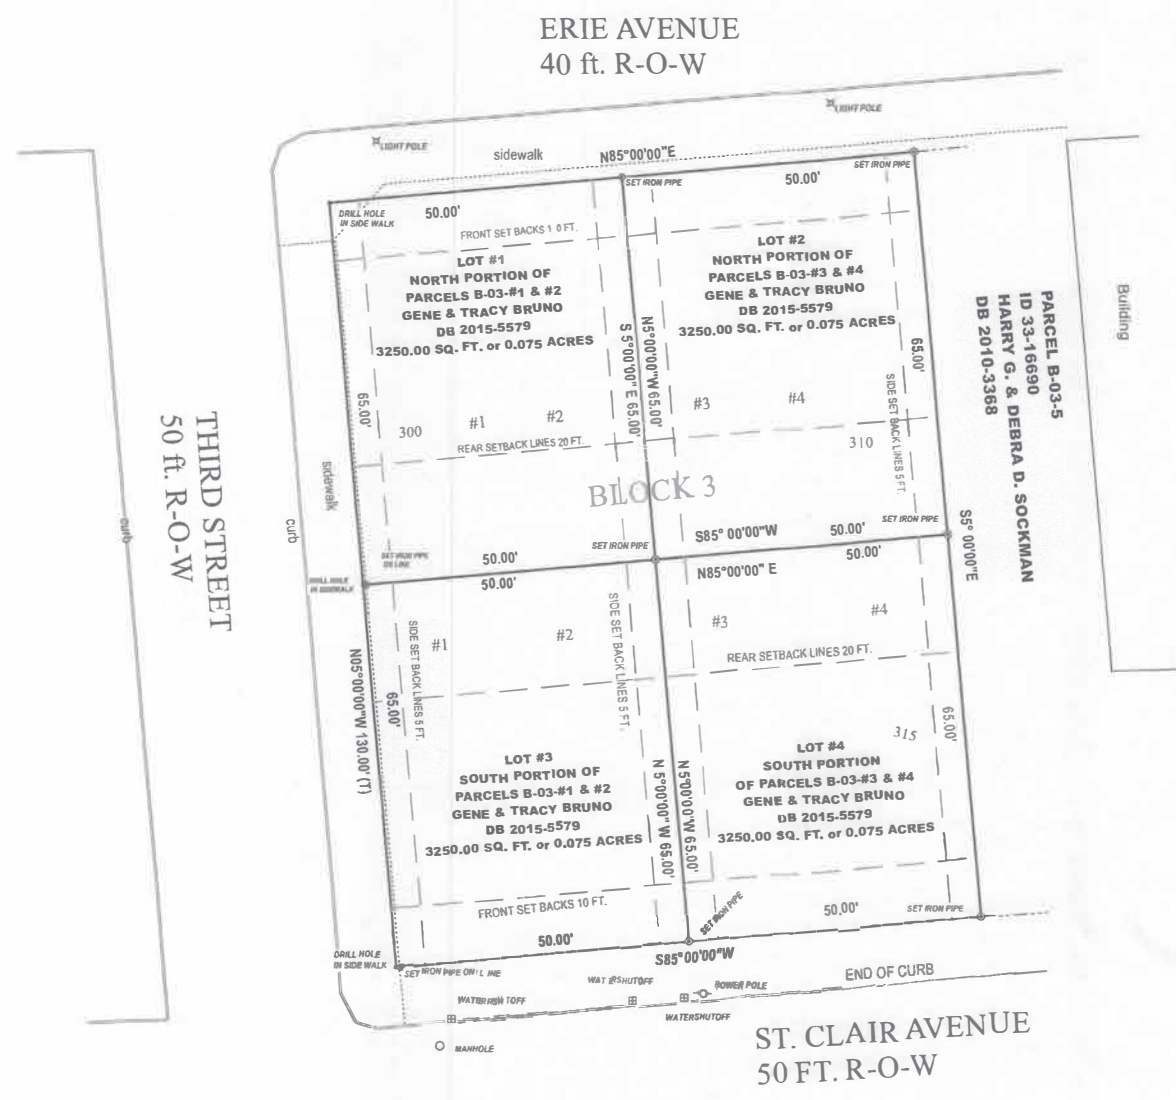 ERIE AVENUE
40 ft. R-O-W
LIGHT POLE
LIGHT POLE
sidewalk
N85°00'00"E
SET IRON PIPE
SET IRON PIPE
50.00'
50.00'
DRILL HOLE
IN SIDE WALK
FRONT SET BACKS 1 0 FT.
LOT #1
NORTH PORTION OF
PARCELS B-03-#1 & #2
GENE & TRACY BRUNO
DB 2015-5579
3250.00 SQ. FT. or 0.075 ACRES
LOT #2
NORTH PORTION OF
PARCELS B-03-#3 & #4
GENE & TRACY BRUNO
DB 2015-5579
3250.00 SQ. FT. or 0.075 ACRES
S 5°00'00" E 65.00'
N5°00'00"W 65.00'
65.00'
65.00'
PARCEL B-03-5
ID 33-16690
HARRY G. & DEBRA D. SOCKMAN
DB 2010-3368
Building
300
#1
#2
#3
#4
310
REAR SETBACK LINES 20 FT.
SIDE SET BACK LINES 5 FT.
THIRD STREET
50 ft. R-O-W
sidewalk
curb
curb
BLOCK 3
SET IRON PIPE
ON LINE
50.00'
SET IRON PIPE
S85° 00'00"W
50.00'
SET IRON PIPE
S5° 00'00"E
DRILL HOLE
IN SIDEWALK
50.00'
N85°00'00" E
50.00'
SIDE SET BACK LINES 5 FT.
#1
#2
SIDE SET BACK LINES 5 FT.
#3
#4
REAR SETBACK LINES 20 FT.
N05°00'00"W 130.00' (T)
65.00'
65.00'
315
LOT #3
SOUTH PORTION OF
PARCELS B-03-#1 & #2
GENE & TRACY BRUNO
DB 2015-5579
3250.00 SQ. FT. or 0.075 ACRES
N 5°00'00" W 65.00'
N 5°00'00'W 65.00'
LOT #4
SOUTH PORTION
OF PARCELS B-03-#3 & #4
GENE & TRACY BRUNO
DB 2015-5579
3250.00 SQ. FT. or 0.075 ACRES
FRONT SET BACKS 10 FT.
50.00'
SET IRON PIPE
50.00'
SET IRON PIPE
DRILL HOLE
IN SIDE WALK
SET IRON PIPE ON LINE
S85°00'00"W
END OF CURB
WATERSHUTOFF
POWER POLE
WATERSHUTOFF
MANHOLE
ST. CLAIR AVENUE
50 FT. R-O-W